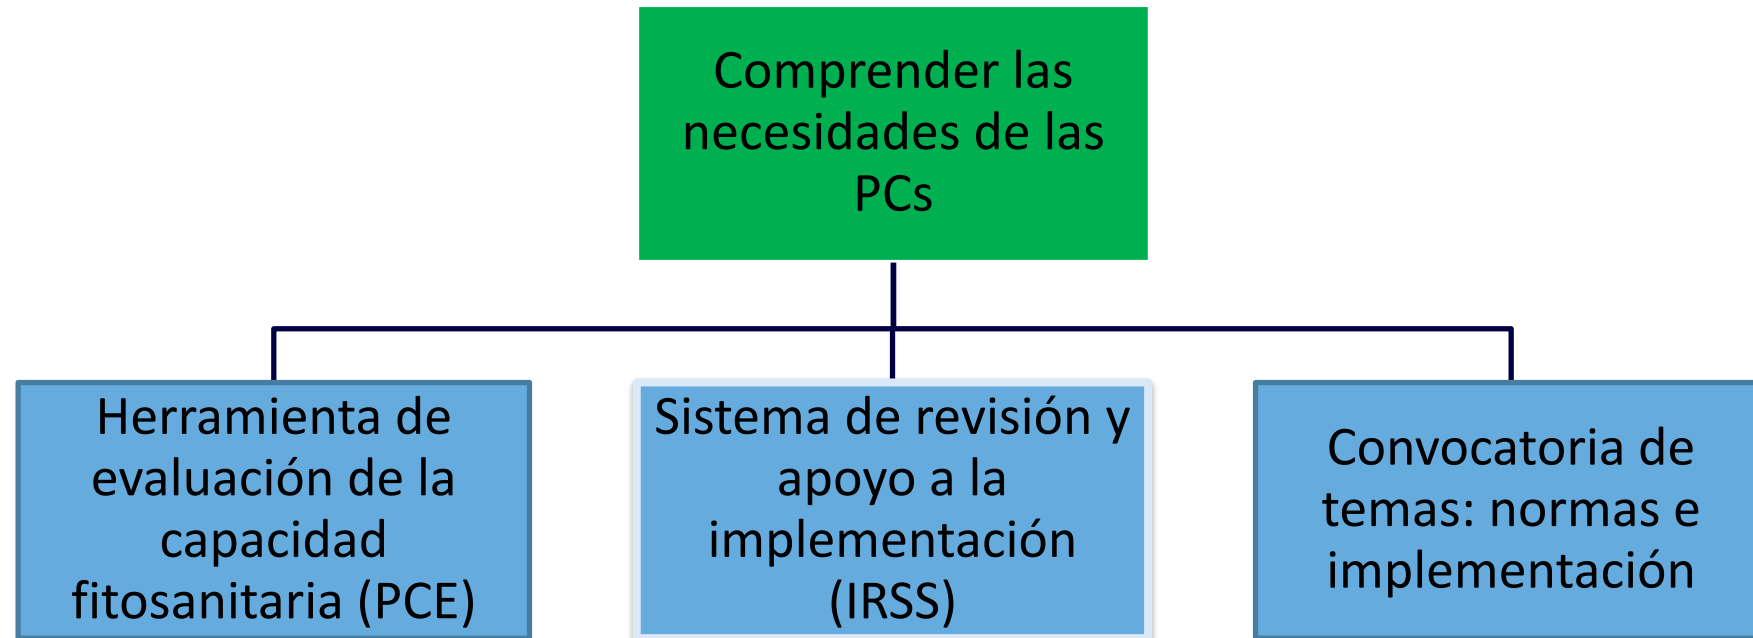 Comprender las
necesidades de las
PCs
Herramienta de
evaluación de la
capacidad
fitosanitaria (PCE)
Sistema de revisión y
apoyo a la
implementación
(IRSS)
Convocatoria de
temas: normas e
implementación